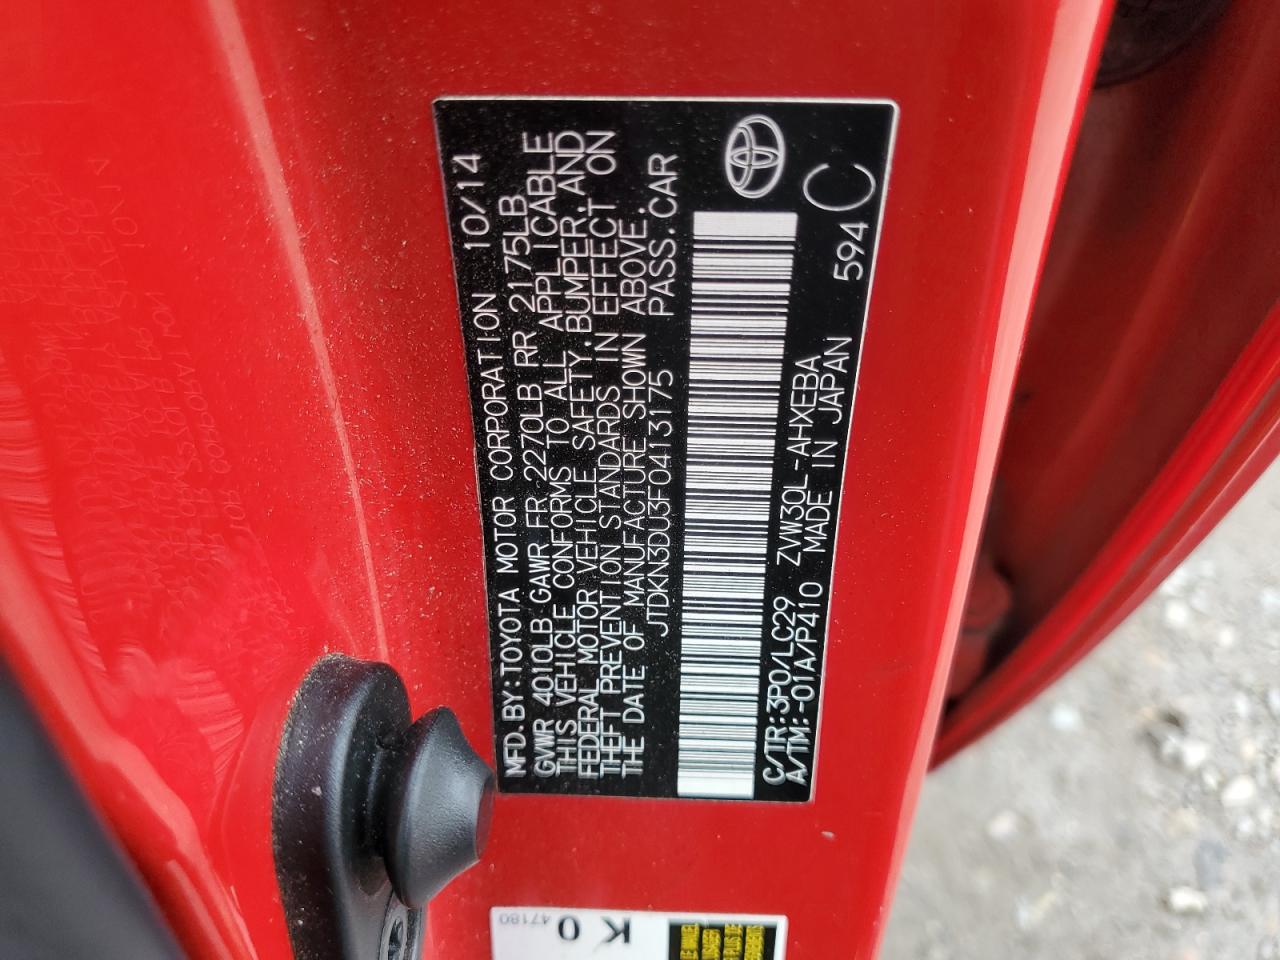 MFD.BY:TOYOTA MOTOR CORPORATION 10/14
GVWR 4010LB GAWR FR 2270LB RR 2175LB
THIS VEHICLE CONFORMS TO ALL APPLICABLE
FEDERAL MOTOR VEHICLE SAFETY,BUMPER,AND
THEFT PREVENTION STANDARDS IN EFFECT ON
THE DATE OF MANUFACTURE SHOWN ABOVE.
JTDKN3DU3F0413175 PASS.CAR
C/TR:3P0/LC29 ZVW30L-AHXEBA
A/TM:-01A/P410 MADE IN JAPAN 594
C
K 0
47180